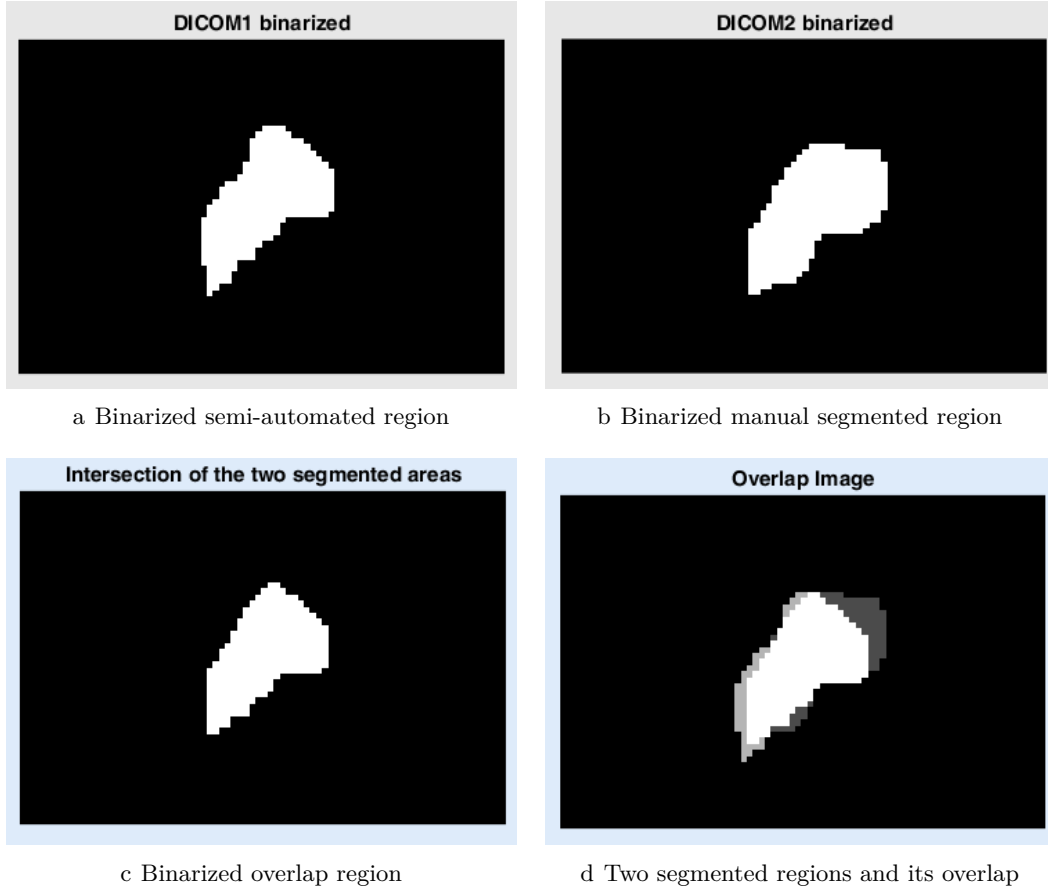 DICOM1 binarized
DICOM2 binarized
a Binarized semi-automated region
b Binarized manual segmented region
Intersection of the two segmented areas
Overlap Image
c Binarized overlap region
d Two segmented regions and its overlap